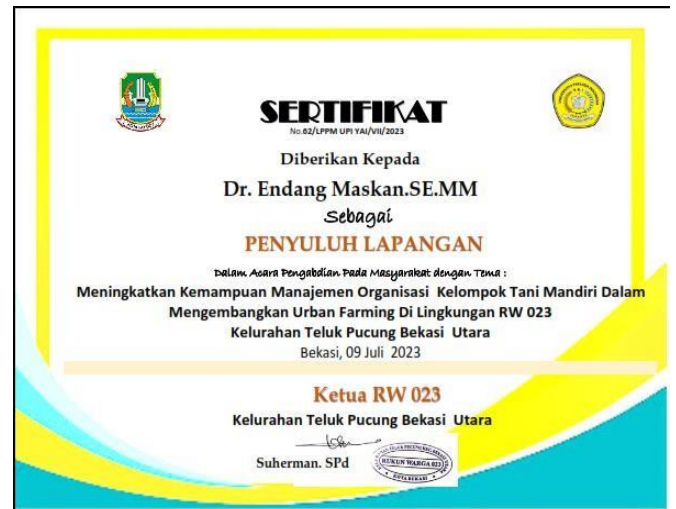 SERTIFIKAT
No.62/LPPM UPI YAI/VII/2023
Diberikan Kepada
Dr. Endang Maskan.SE.MM
Sebagai
PENYULUH LAPANGAN
Dalam Acara Pengabdian Pada Masyarakat dengan Tema :
Meningkatkan Kemampuan Manajemen Organisasi Kelompok Tani Mandiri Dalam
Mengembangkan Urban Farming Di Lingkungan RW 023
Kelurahan Teluk Pucung Bekasi Utara
Bekasi, 09 Juli 2023
Ketua RW 023
Kelurahan Teluk Pucung Bekasi Utara
Suherman. SPd
RUKUN WARGA 023
KOTA BEKASI